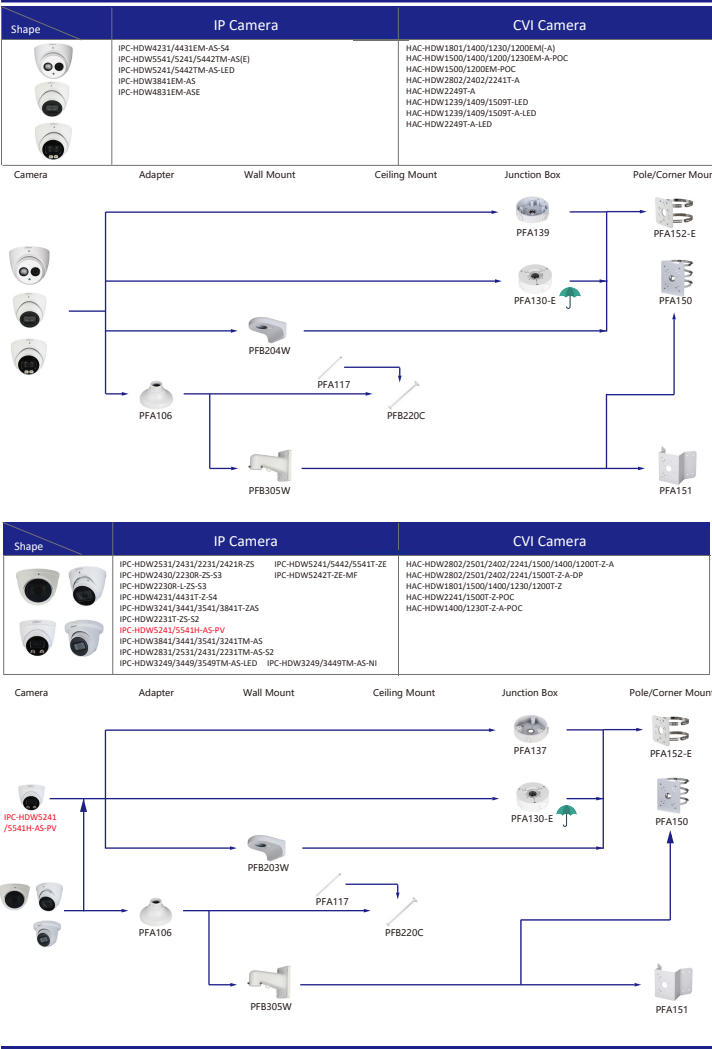 Shape
IP Camera
CVI Camera
IPC-HDW4231/4431EM-AS-S4
IPC-HDW5541/5241/5442TM-AS(E)
IPC-HDW5241/5442TM-AS-LED
IPC-HDW3841EM-AS
IPC-HDW4831EM-ASE
HAC-HDW1801/1400/1230/1200EM(-A)
HAC-HDW1500/1400/1200/1230EM-A-POC
HAC-HDW1500/1200EM-POC
HAC-HDW2802/2402/2241T-A
HAC-HDW2249T-A
HAC-HDW1239/1409/1509T-LED
HAC-HDW1239/1409/1509T-A-LED
HAC-HDW2249T-A-LED
Camera
Adapter
Wall Mount
Ceiling Mount
Junction Box
Pole/Corner Moun
PFA139
PFA152-E
PFA130-E
PFA150
PFB204W
PFA117
PFA106
PFB220C
PFB305W
PFA151
Shape
IP Camera
CVI Camera
IPC-HDW2531/2431/2231/2421R-ZS IPC-HDW5241/5442/5541T-ZE
IPC-HDW2430/2230R-ZS-S3 IPC-HDW5242T-ZE-MF
IPC-HDW2230R-L-ZS-S3
IPC-HDW4231/4431T-Z-S4
IPC-HDW3241/3441/3541/3841T-ZAS
IPC-HDW2231T-ZS-S2
IPC-HDW5241/5541H-AS-PV
IPC-HDW3841/3441/3541/3241TM-AS
IPC-HDW2831/2531/2431/2231TM-AS-S2
IPC-HDW3249/3449/3549TM-AS-LED IPC-HDW3249/3449TM-AS-NI
HAC-HDW2802/2501/2402/2241/1500/1400/1200T-Z-A
HAC-HDW2802/2501/2402/2241/1500T-Z-A-DP
HAC-HDW1801/1500/1400/1230/1200T-Z
HAC-HDW2241/1500T-Z-POC
HAC-HDW1400/1230T-Z-A-POC
Camera
Adapter
Wall Mount
Ceiling Mount
Junction Box
Pole/Corner Mount
PFA137
PFA152-E
IPC-HDW5241
/5541H-AS-PV
PFA130-E
PFA150
PFB203W
PFA117
PFA106
PFB220C
PFB305W
PFA151